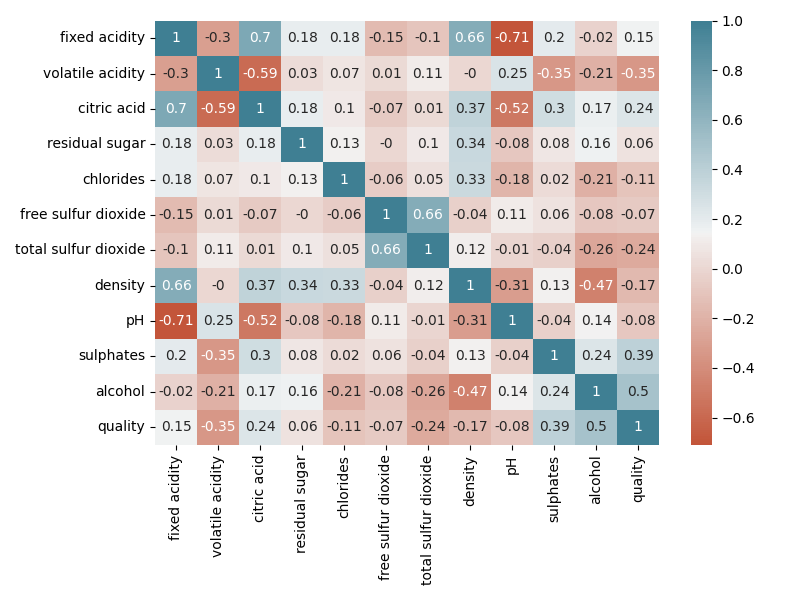 fixed acidity 1 -0.3 0.7 0.18 0.18 -0.15 -0.1 0.66 -0.71 0.2 -0.02 0.15
volatile acidity -0.3 1 -0.59 0.03 0.07 0.01 0.11 -0 0.25 -0.35 -0.21 -0.35
citric acid 0.7 -0.59 1 0.18 0.1 -0.07 0.01 0.37 -0.52 0.3 0.17 0.24
residual sugar 0.18 0.03 0.18 1 0.13 -0 0.1 0.34 -0.08 0.08 0.16 0.06
chlorides 0.18 0.07 0.1 0.13 1 -0.06 0.05 0.33 -0.18 0.02 -0.21 -0.11
free sulfur dioxide -0.15 0.01 -0.07 -0 -0.06 1 0.66 -0.04 0.11 0.06 -0.08 -0.07
total sulfur dioxide -0.1 0.11 0.01 0.1 0.05 0.66 1 0.12 -0.01 -0.04 -0.26 -0.24
density 0.66 -0 0.37 0.34 0.33 -0.04 0.12 1 -0.31 0.13 -0.47 -0.17
pH -0.71 0.25 -0.52 -0.08 -0.18 0.11 -0.01 -0.31 1 -0.04 0.14 -0.08
sulphates 0.2 -0.35 0.3 0.08 0.02 0.06 -0.04 0.13 -0.04 1 0.24 0.39
alcohol -0.02 -0.21 0.17 0.16 -0.21 -0.08 -0.26 -0.47 0.14 0.24 1 0.5
quality 0.15 -0.35 0.24 0.06 -0.11 -0.07 -0.24 -0.17 -0.08 0.39 0.5 1
fixed acidity
volatile acidity
citric acid
residual sugar
chlorides
free sulfur dioxide
total sulfur dioxide
density
pH
sulphates
alcohol
quality
1.0
0.8
0.6
0.4
0.2
0.0
−0.2
−0.4
−0.6